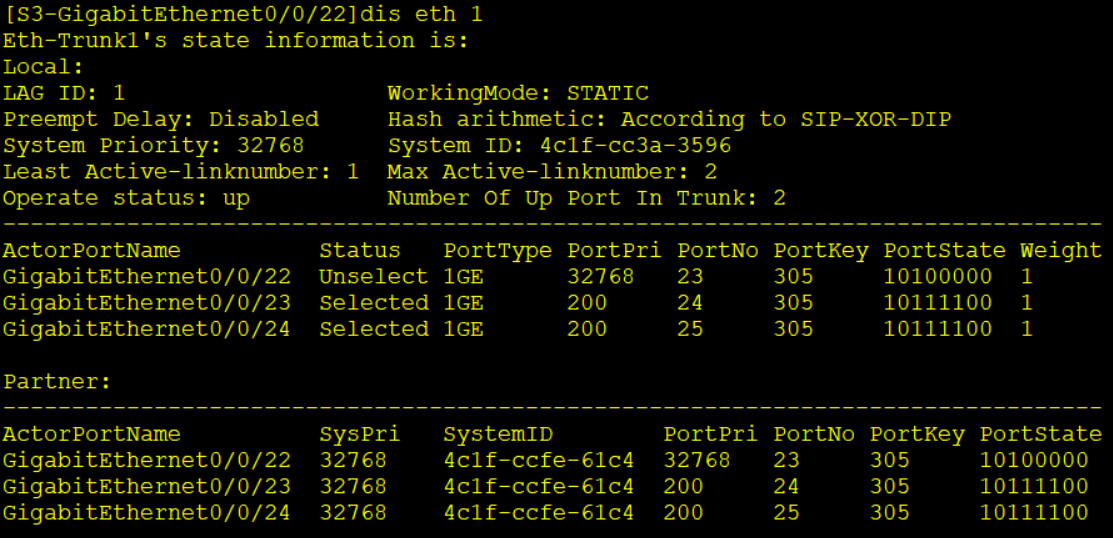 [S3-GigabitEthernet0/0/22]dis eth 1
Eth-Trunk1's state information is:
Local:
LAG ID: 1                   WorkingMode: STATIC
Preempt Delay: Disabled     Hash arithmetic: According to SIP-XOR-DIP
System Priority: 32768      System ID: 4c1f-cc3a-3596
Least Active-linknumber: 1  Max Active-linknumber: 2
Operate status: up          Number Of Up Port In Trunk: 2
--------------------------------------------------------------------------------
ActorPortName          Status   PortType PortPri PortNo PortKey PortState Weight
GigabitEthernet0/0/22  Unselect 1GE      32768   23     305     10100000  1
GigabitEthernet0/0/23  Selected 1GE      200     24     305     10111100  1
GigabitEthernet0/0/24  Selected 1GE      200     25     305     10111100  1

Partner:
--------------------------------------------------------------------------------
ActorPortName          SysPri   SystemID        PortPri PortNo PortKey PortState
GigabitEthernet0/0/22  32768    4c1f-ccfe-61c4  32768   23     305     10100000
GigabitEthernet0/0/23  32768    4c1f-ccfe-61c4  200     24     305     10111100
GigabitEthernet0/0/24  32768    4c1f-ccfe-61c4  200     25     305     10111100